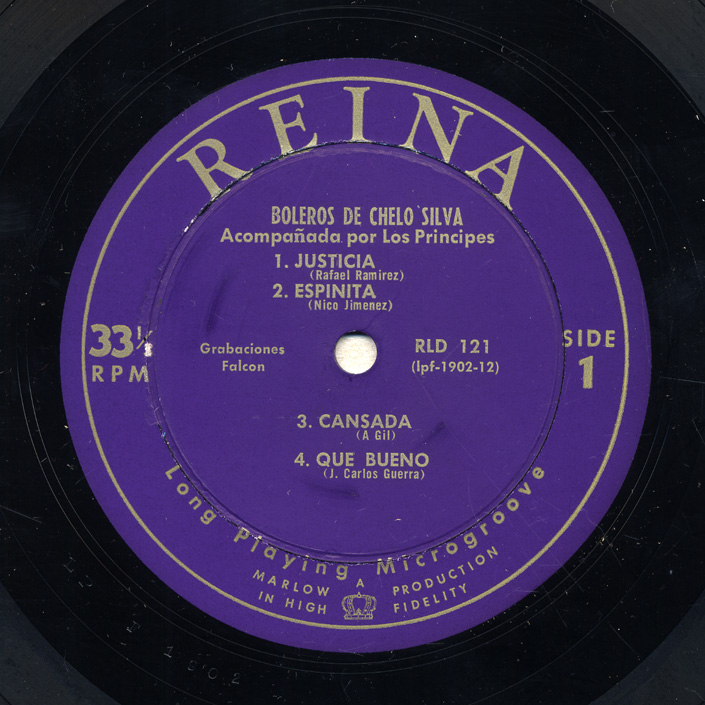 REINA
BOLEROS DE CHELO SILVA
Acompañada por Los Principes
1. JUSTICIA
(Rafael Ramirez)
2. ESPINITA
(Nico Jimenez)
33⅓
RPM
Grabaciones
Falcon
RLD 121
(lpf-1902-12)
SIDE
1
3. CANSADA
(A Gil)
4. QUE BUENO
(J. Carlos Guerra)
Long Playing Microgroove
MARLOW A PRODUCTION
IN HIGH FIDELITY